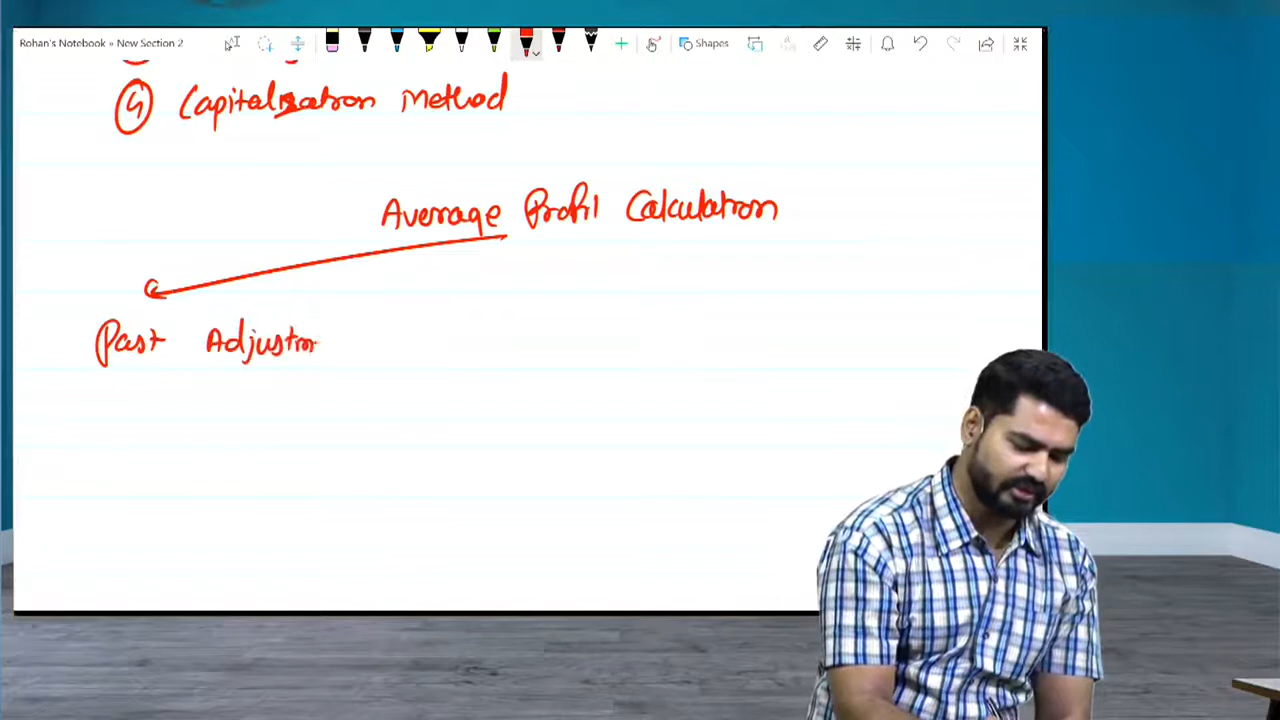 Rohan's Notebook » New Section 2
Shapes
④ Capitalisation Method
Average Profit Calculation
Past Adjustm